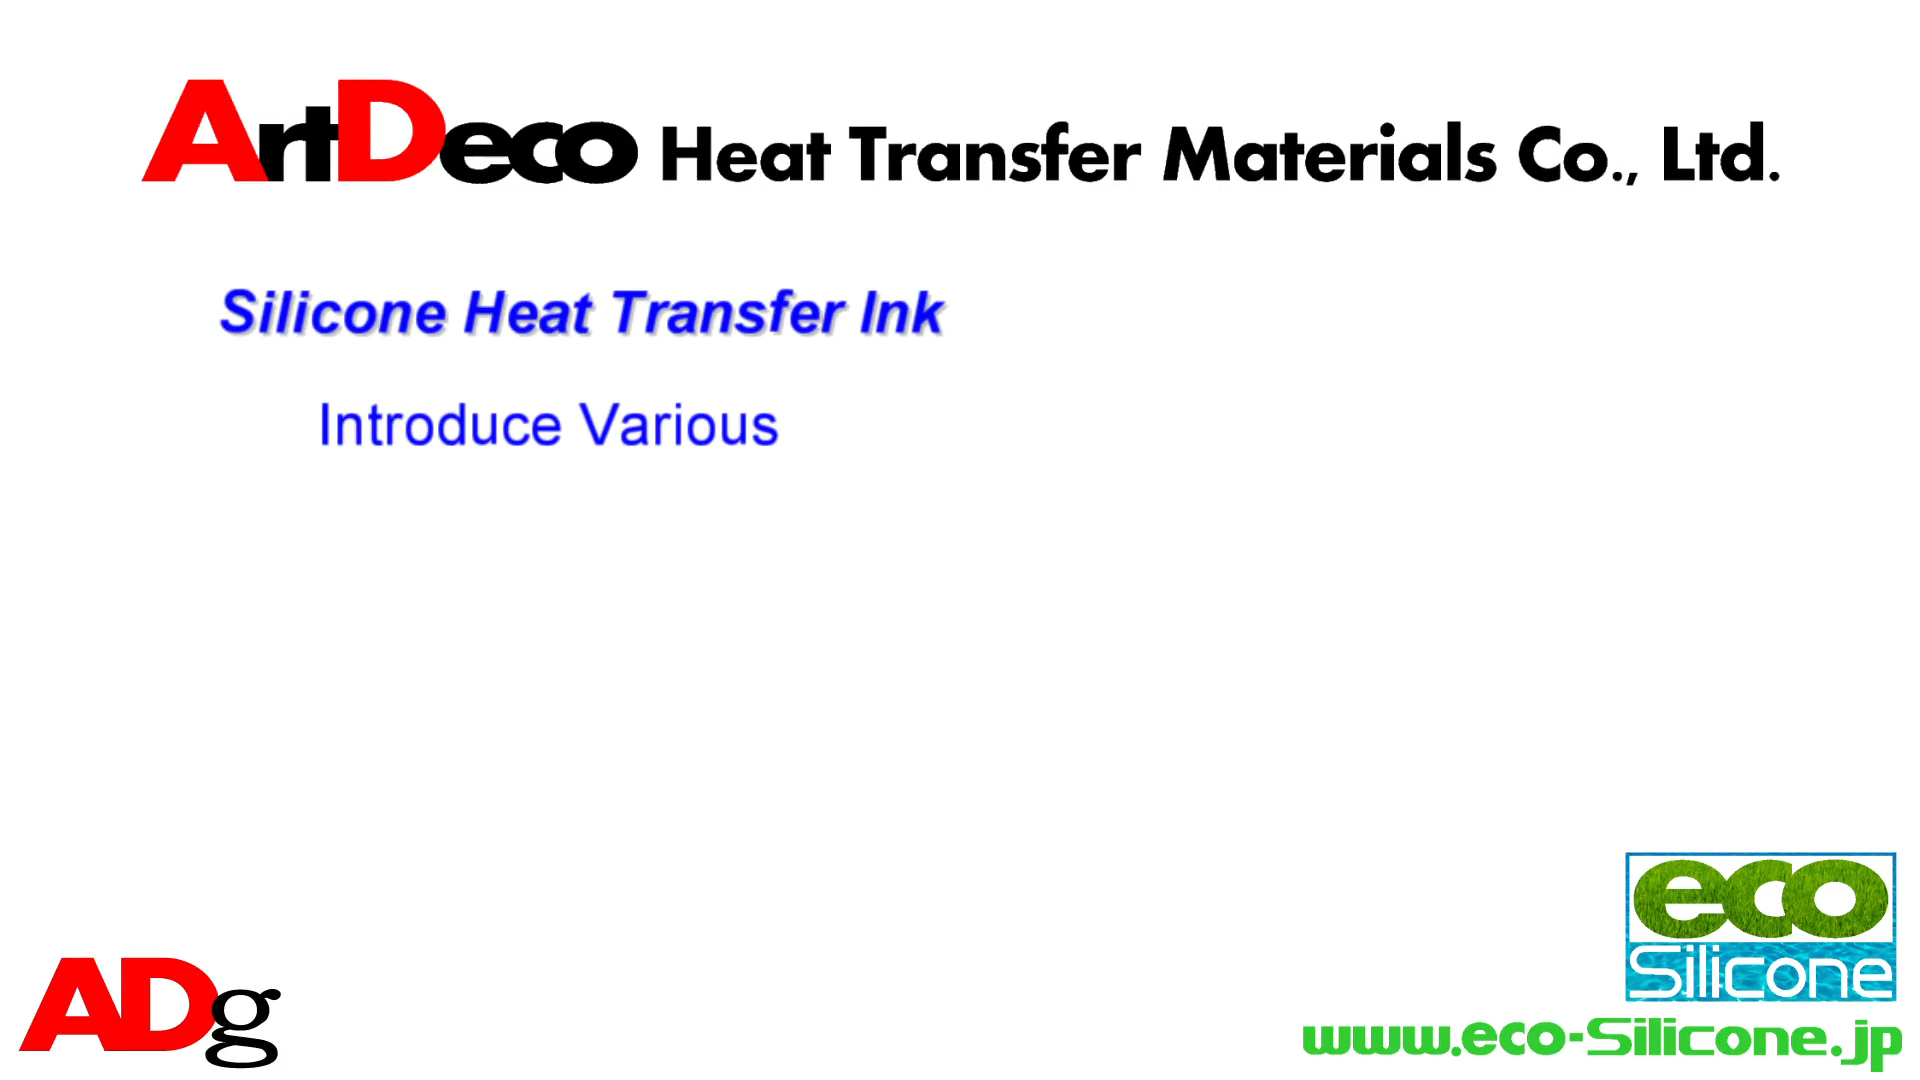 ArtDeco Heat Transfer Materials Co., Ltd.
Silicone Heat Transfer Ink
Introduce Various
eco
Silicone
ADg
www.eco-Silicone.jp